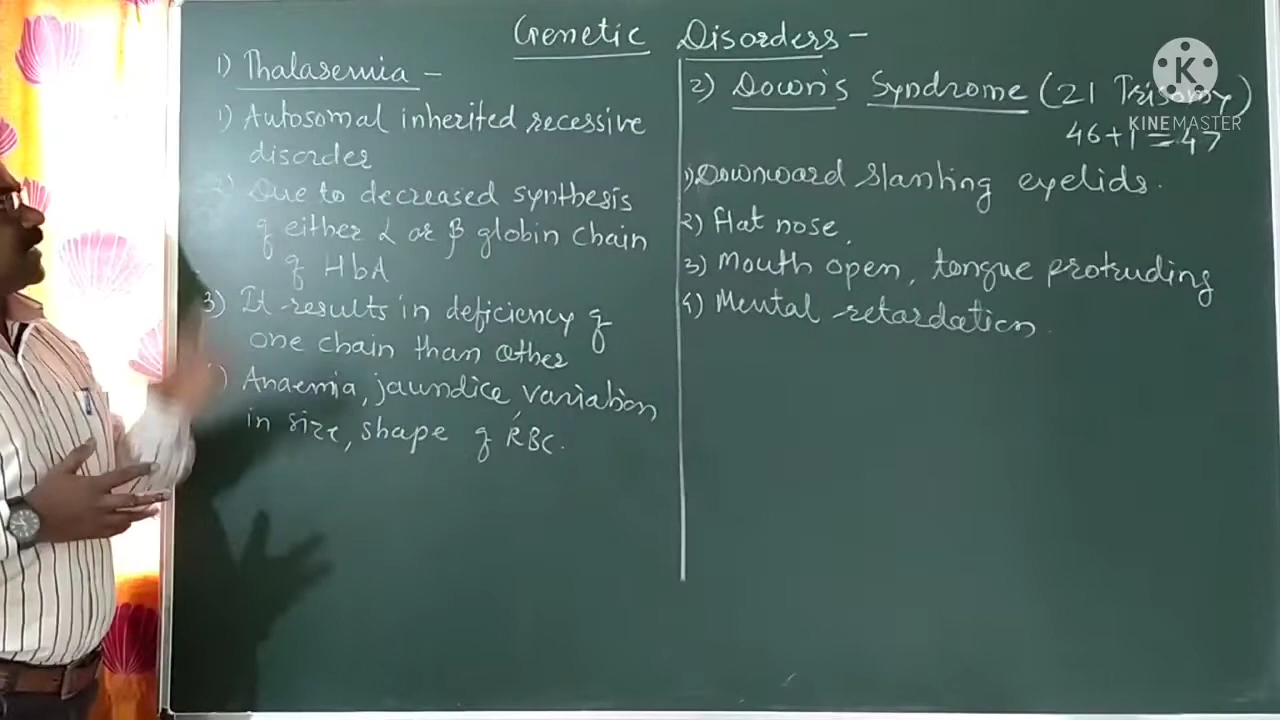 Genetic Disorders -
1) Thalasemia -
1) Autosomal inherited recessive
disorder
2) Due to decreased synthesis
of either α or β globin chain
of HbA
3) It results in deficiency of
one chain than other
) Anaemia, jaundice, variation
in size, shape of RBC.
2) Down's Syndrome (21 Trisomy)
46+1=47
1) Downward slanting eyelids.
2) flat nose,
3) Mouth open, tongue protruding
4) Mental retardation.
K
KINEMASTER